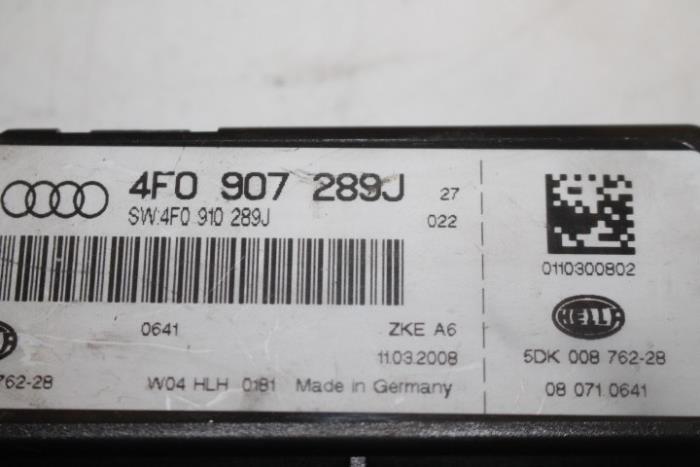 4F0 907 289J 27
SW:4F0 910 289J 022
0110300802
HELLA
0641 ZKE A6
11.03.2008
5DK 008 762-28
762-28 W04 HLH 0181 Made in Germany
08 071 0641